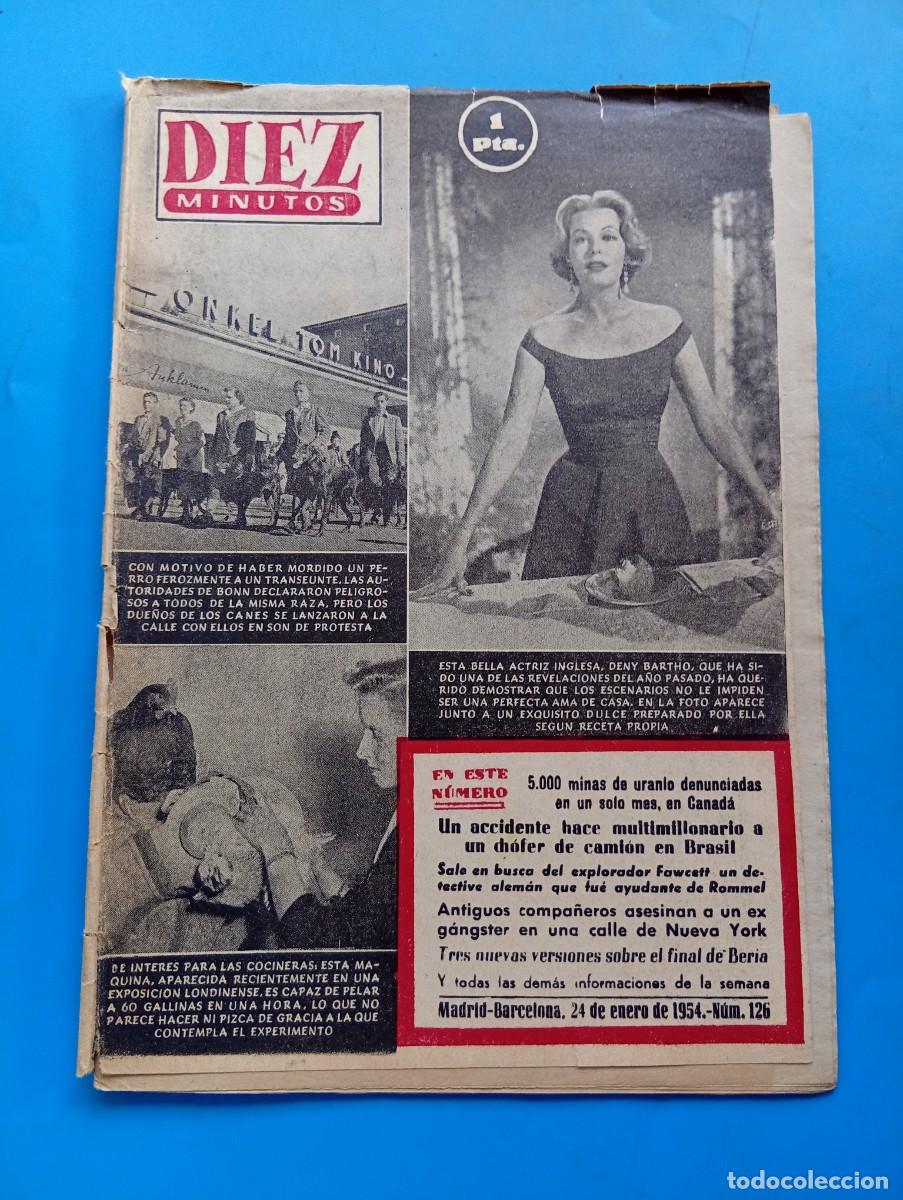 DIEZ
MINUTOS
1
Pta.
ONKEL TOM KINO
CON MOTIVO DE HABER MORDIDO UN PE-
RRO FEROZMENTE A UN TRANSEUNTE, LAS AU-
TORIDADES DE BONN DECLARARON PELIGRO-
SOS A TODOS DE LA MISMA RAZA, PERO LOS
DUEÑOS DE LOS CANES SE LANZARON A LA
CALLE CON ELLOS EN SON DE PROTESTA
ESTA BELLA ACTRIZ INGLESA, DENY BARTHO, QUE HA SI-
DO UNA DE LAS REVELACIONES DEL AÑO PASADO, HA QUE-
RIDO DEMOSTRAR QUE LOS ESCENARIOS NO LE IMPIDEN
SER UNA PERFECTA AMA DE CASA. EN LA FOTO APARECE
JUNTO A UN EXQUISITO DULCE PREPARADO POR ELLA
SEGUN RECETA PROPIA
DE INTERES PARA LAS COCINERAS: ESTA MA-
QUINA, APARECIDA RECIENTEMENTE EN UNA
EXPOSICION LONDINENSE, ES CAPAZ DE PELAR
A 60 GALLINAS EN UNA HORA. LO QUE NO
PARECE HACER NI PIZCA DE GRACIA A LA QUE
CONTEMPLA EL EXPERIMENTO
EN ESTE
NÚMERO
5.000 minas de uranio denunciadas
en un solo mes, en Canadá
Un accidente hace multimillonario a
un chófer de camión en Brasil
Sale en busca del explorador Fawcett un de-
tective alemán que fué ayudante de Rommel
Antiguos compañeros asesinan a un ex
gángster en una calle de Nueva York
Tres nuevas versiones sobre el final de Beria
Y todas las demás informaciones de la semana
Madrid-Barcelona, 24 de enero de 1954.-Núm. 126
todocoleccion